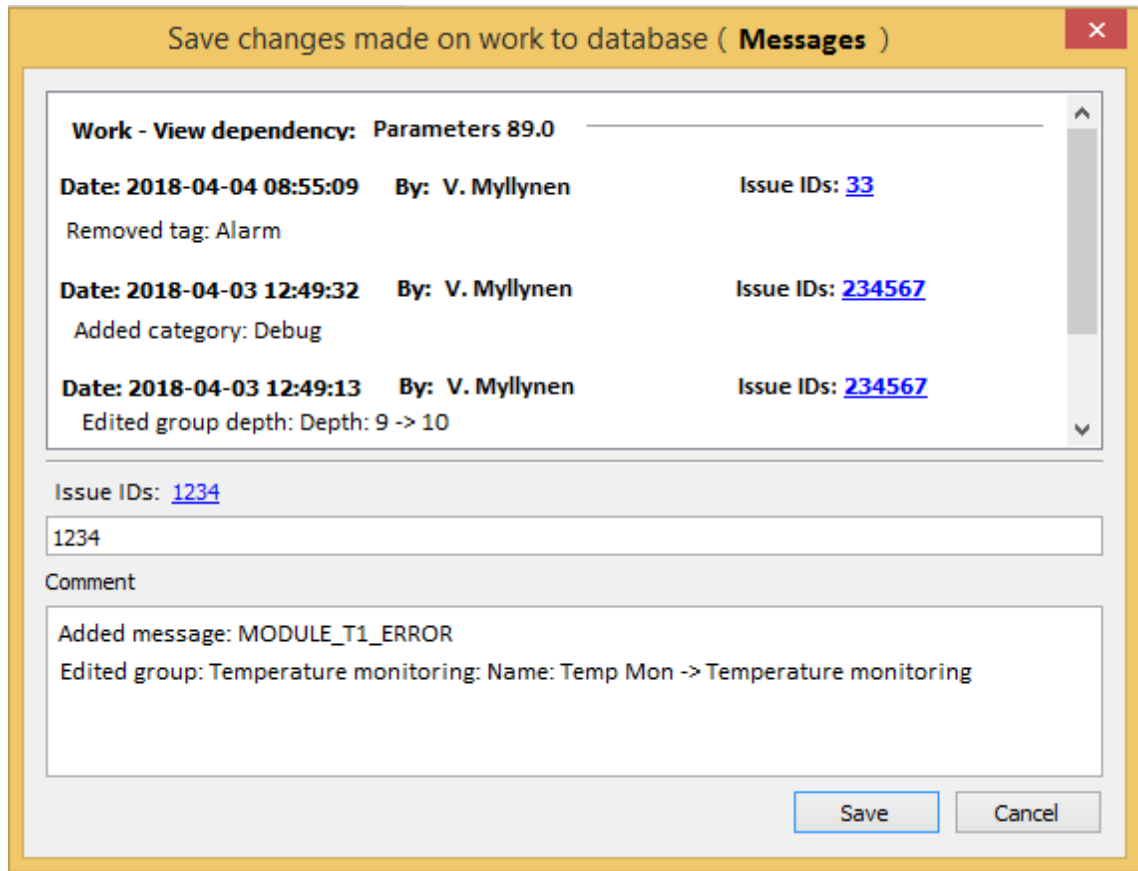 Save changes made on work to database ( Messages )
Work - View dependency: Parameters 89.0
Date: 2018-04-04 08:55:09 By: V. Myllynen Issue IDs: 33
Removed tag: Alarm
Date: 2018-04-03 12:49:32 By: V. Myllynen Issue IDs: 234567
Added category: Debug
Date: 2018-04-03 12:49:13 By: V. Myllynen Issue IDs: 234567
Edited group depth: Depth: 9 -> 10
Issue IDs: 1234
1234
Comment
Added message: MODULE_T1_ERROR
Edited group: Temperature monitoring: Name: Temp Mon -> Temperature monitoring
Save Cancel